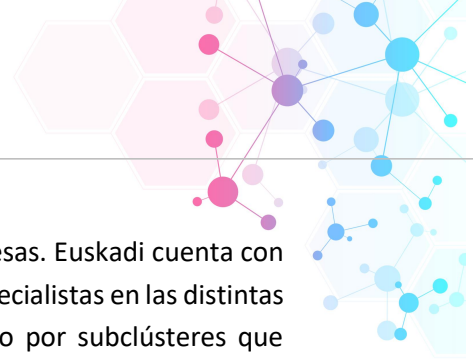 esas. Euskadi cuenta con
ecialistas en las distintas
o por subclústeres que